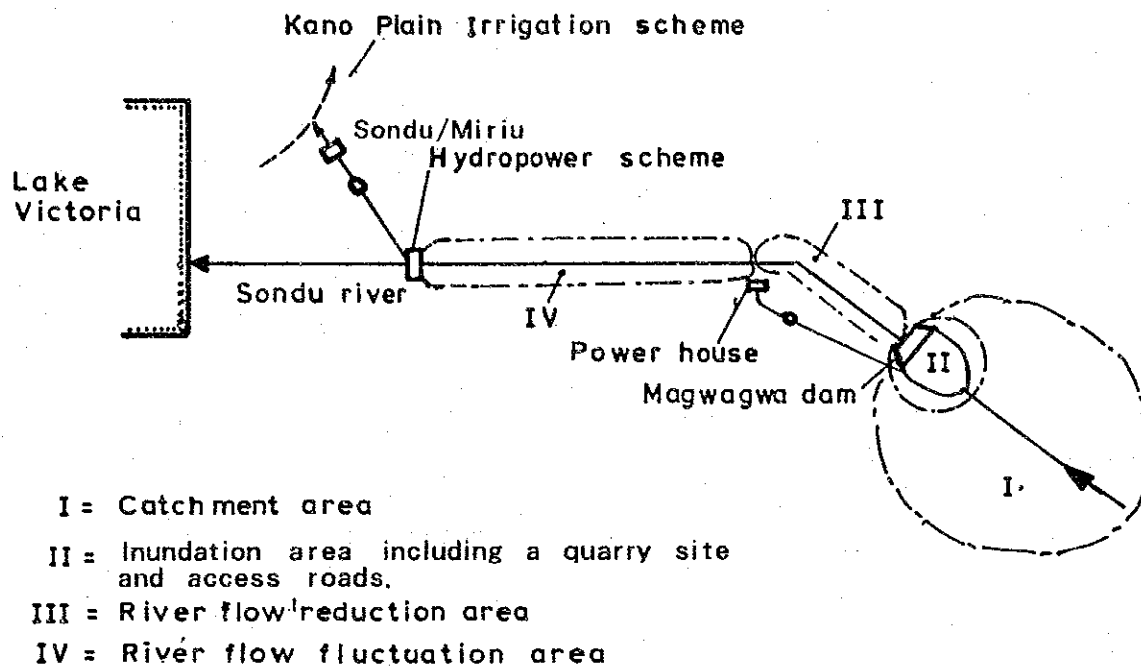 Kano Plain Irrigation scheme
Sondu/Miriu
Hydropower scheme
Lake
Victoria
III
Sondu river
IV
Power house
II
Magwagwa dam
I
I = Catchment area
II = Inundation area including a quarry site
and access roads.
III = River flow reduction area
IV = River flow fluctuation area